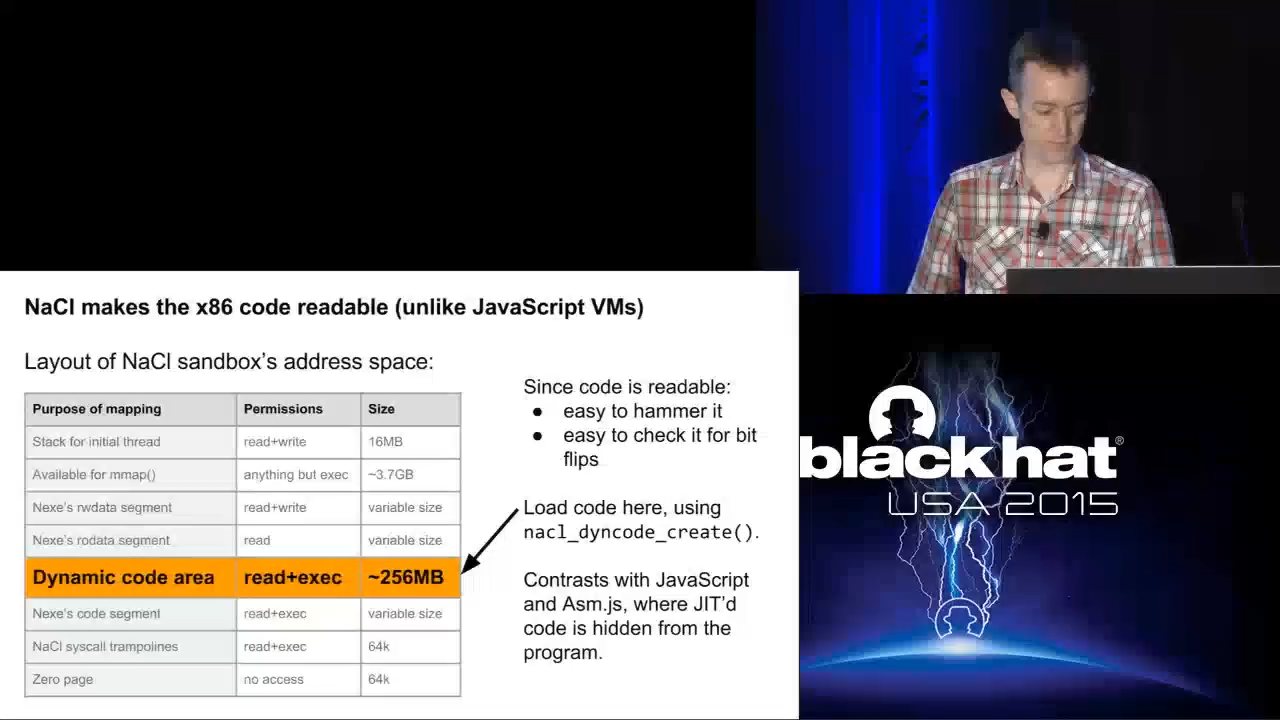 NaCl makes the x86 code readable (unlike JavaScript VMs)
Layout of NaCl sandbox's address space:
Purpose of mapping Permissions Size
Stack for initial thread read+write 16MB
Available for mmap() anything but exec ~3.7GB
Nexe's rwdata segment read+write variable size
Nexe's rodata segment read variable size
Dynamic code area read+exec ~256MB
Nexe's code segment read+exec variable size
NaCl syscall trampolines read+exec 64k
Zero page no access 64k
Since code is readable:
● easy to hammer it
● easy to check it for bit
flips
Load code here, using
nacl_dyncode_create().
Contrasts with JavaScript
and Asm.js, where JIT'd
code is hidden from the
program.
black hat®
USA 2015